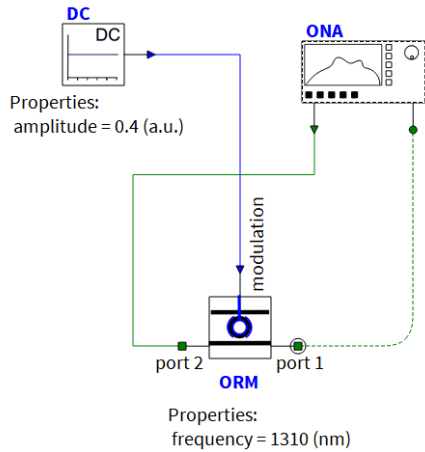 DC
DC
Properties:
amplitude = 0.4 (a.u.)
ONA
modulation
port 2
port 1
ORM
Properties:
frequency = 1310 (nm)